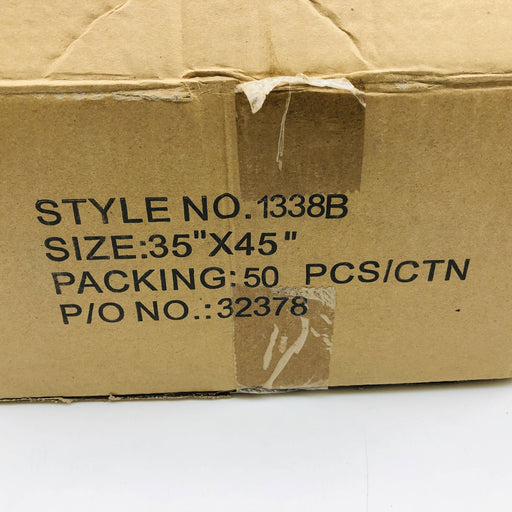 STYLE NO. 1338B
SIZE:35"X45"
PACKING: 50 PCS/CTN
P/O NO.: 32378